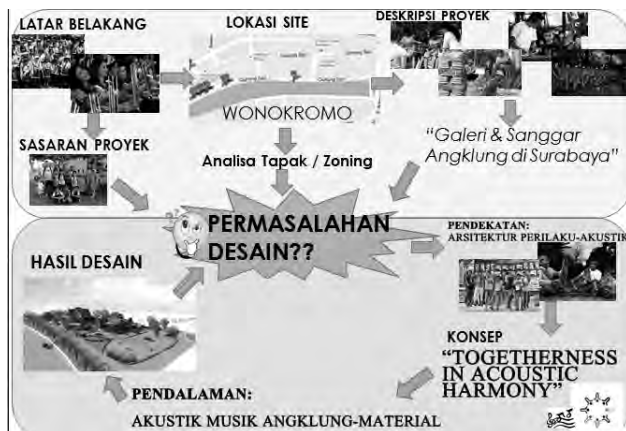 LATAR BELAKANG
LOKASI SITE
DESKRIPSI PROYEK
WONOKROMO
"Galeri & Sanggar
Angklung di Surabaya"
SASARAN PROYEK
Analisa Tapak / Zoning
PERMASALAHAN
DESAIN??
PENDEKATAN:
ARSITEKTUR PERILAKU-AKUSTIK
HASIL DESAIN
KONSEP
"TOGETHERNESS
IN ACOUSTIC
HARMONY"
PENDALAMAN:
AKUSTIK MUSIK ANGKLUNG-MATERIAL